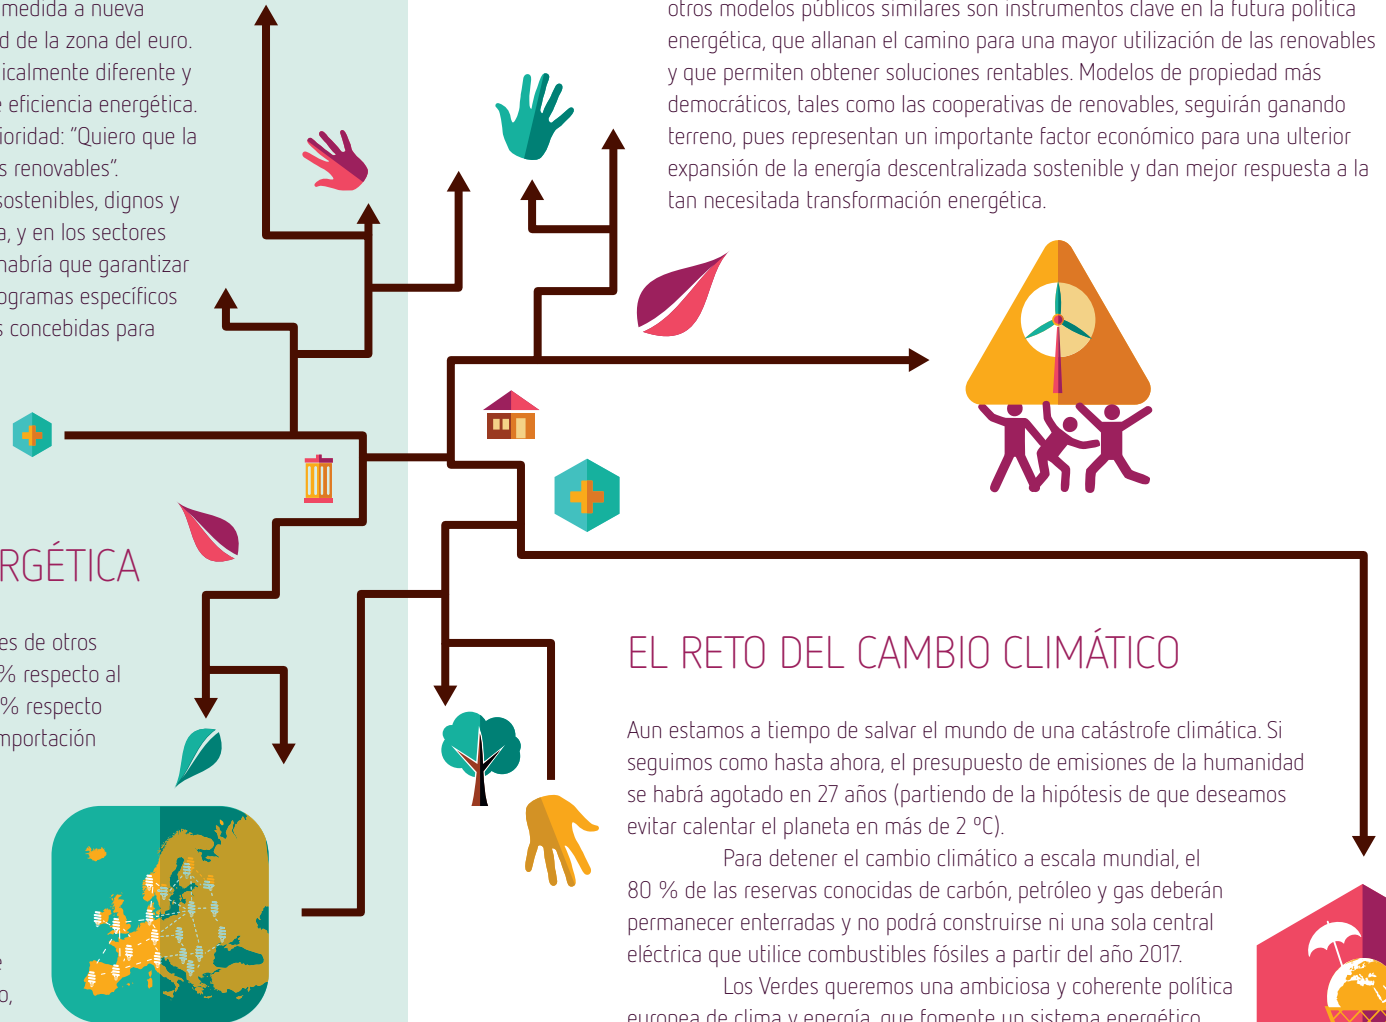 medida a nueva
d de la zona del euro.
icalmente diferente y
e eficiencia energética.
ioridad: “Quiero que la
s renovables”.
sostenibles, dignos y
a, y en los sectores
habría que garantizar
ogramas específicos
s concebidas para
RGÉTICA
es de otros
% respecto al
% respecto
mportación
e
o,
otros modelos públicos similares son instrumentos clave en la futura política
energética, que allanan el camino para una mayor utilización de las renovables
y que permiten obtener soluciones rentables. Modelos de propiedad más
democráticos, tales como las cooperativas de renovables, seguirán ganando
terreno, pues representan un importante factor económico para una ulterior
expansión de la energía descentralizada sostenible y dan mejor respuesta a la
tan necesitada transformación energética.
EL RETO DEL CAMBIO CLIMÁTICO
Aun estamos a tiempo de salvar el mundo de una catástrofe climática. Si
seguimos como hasta ahora, el presupuesto de emisiones de la humanidad
se habrá agotado en 27 años (partiendo de la hipótesis de que deseamos
evitar calentar el planeta en más de 2 ºC).
Para detener el cambio climático a escala mundial, el
80 % de las reservas conocidas de carbón, petróleo y gas deberán
permanecer enterradas y no podrá construirse ni una sola central
eléctrica que utilice combustibles fósiles a partir del año 2017.
Los Verdes queremos una ambiciosa y coherente política
europea de clima y energía, que fomente un sistema energético